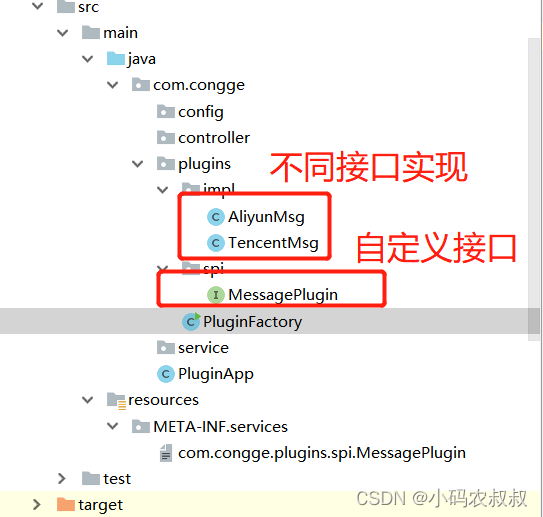 src
main
java
com.congge
config
controller
plugins
不同接口实现
impl
AliyunMsg
TencentMsg
自定义接口
spi
MessagePlugin
PluginFactory
service
PluginApp
resources
META-INF.services
com.congge.plugins.spi.MessagePlugin
test
target
CSDN @小码农叔叔